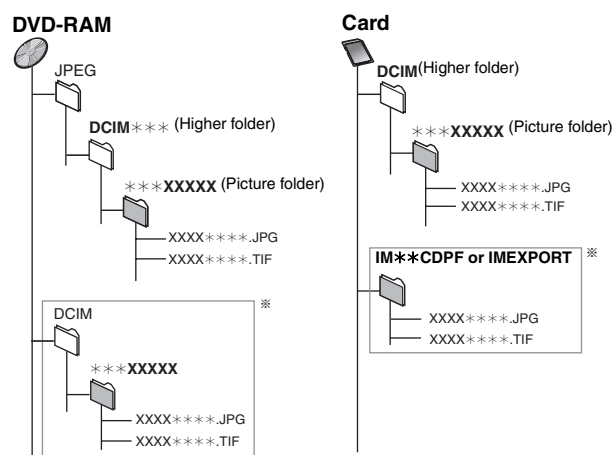 DVD-RAM
JPEG
DCIM✳✳✳ (Higher folder)
✳✳✳XXXXX (Picture folder)
XXXX✳✳✳✳.JPG
XXXX✳✳✳✳.TIF
※
DCIM
✳✳✳XXXXX
XXXX✳✳✳✳.JPG
XXXX✳✳✳✳.TIF
Card
DCIM(Higher folder)
✳✳✳XXXXX (Picture folder)
XXXX✳✳✳✳.JPG
XXXX✳✳✳✳.TIF
IM✳✳CDPF or IMEXPORT ※
XXXX✳✳✳✳.JPG
XXXX✳✳✳✳.TIF